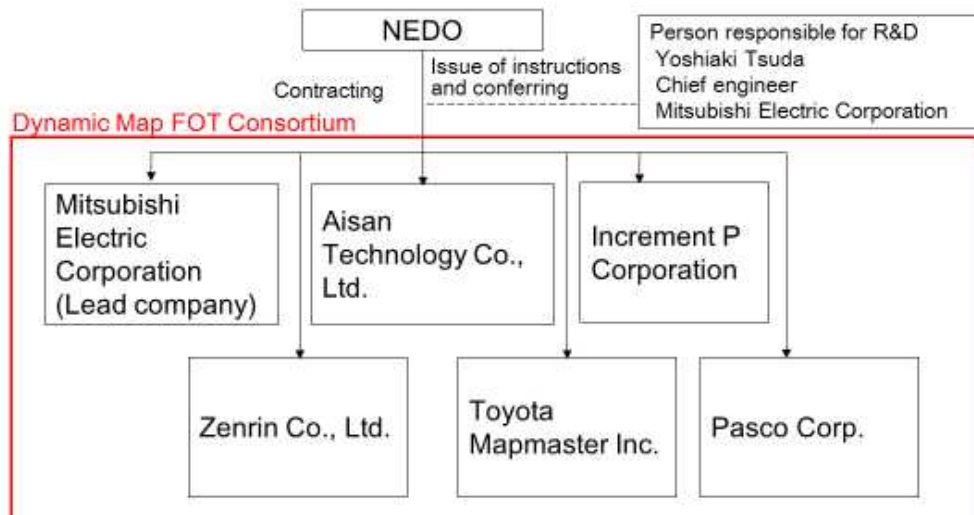 NEDO
Person responsible for R&D
Yoshiaki Tsuda
Chief engineer
Mitsubishi Electric Corporation
Contracting
Issue of instructions
and conferring
Dynamic Map FOT Consortium
Mitsubishi
Electric
Corporation
(Lead company)
Aisan
Technology Co.,
Ltd.
Increment P
Corporation
Zenrin Co., Ltd.
Toyota
Mapmaster Inc.
Pasco Corp.